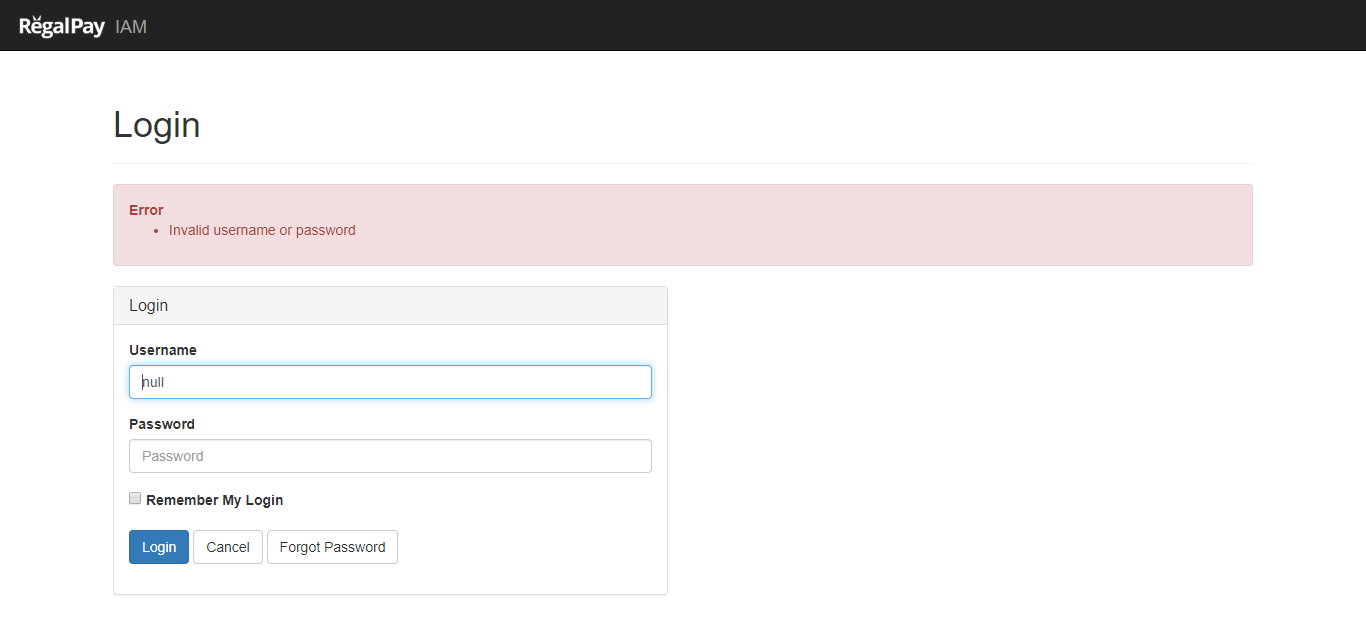 RegalPay IAM
Login
Error
• Invalid username or password
Login
Username
null
Password
Password
Remember My Login
Login Cancel Forgot Password